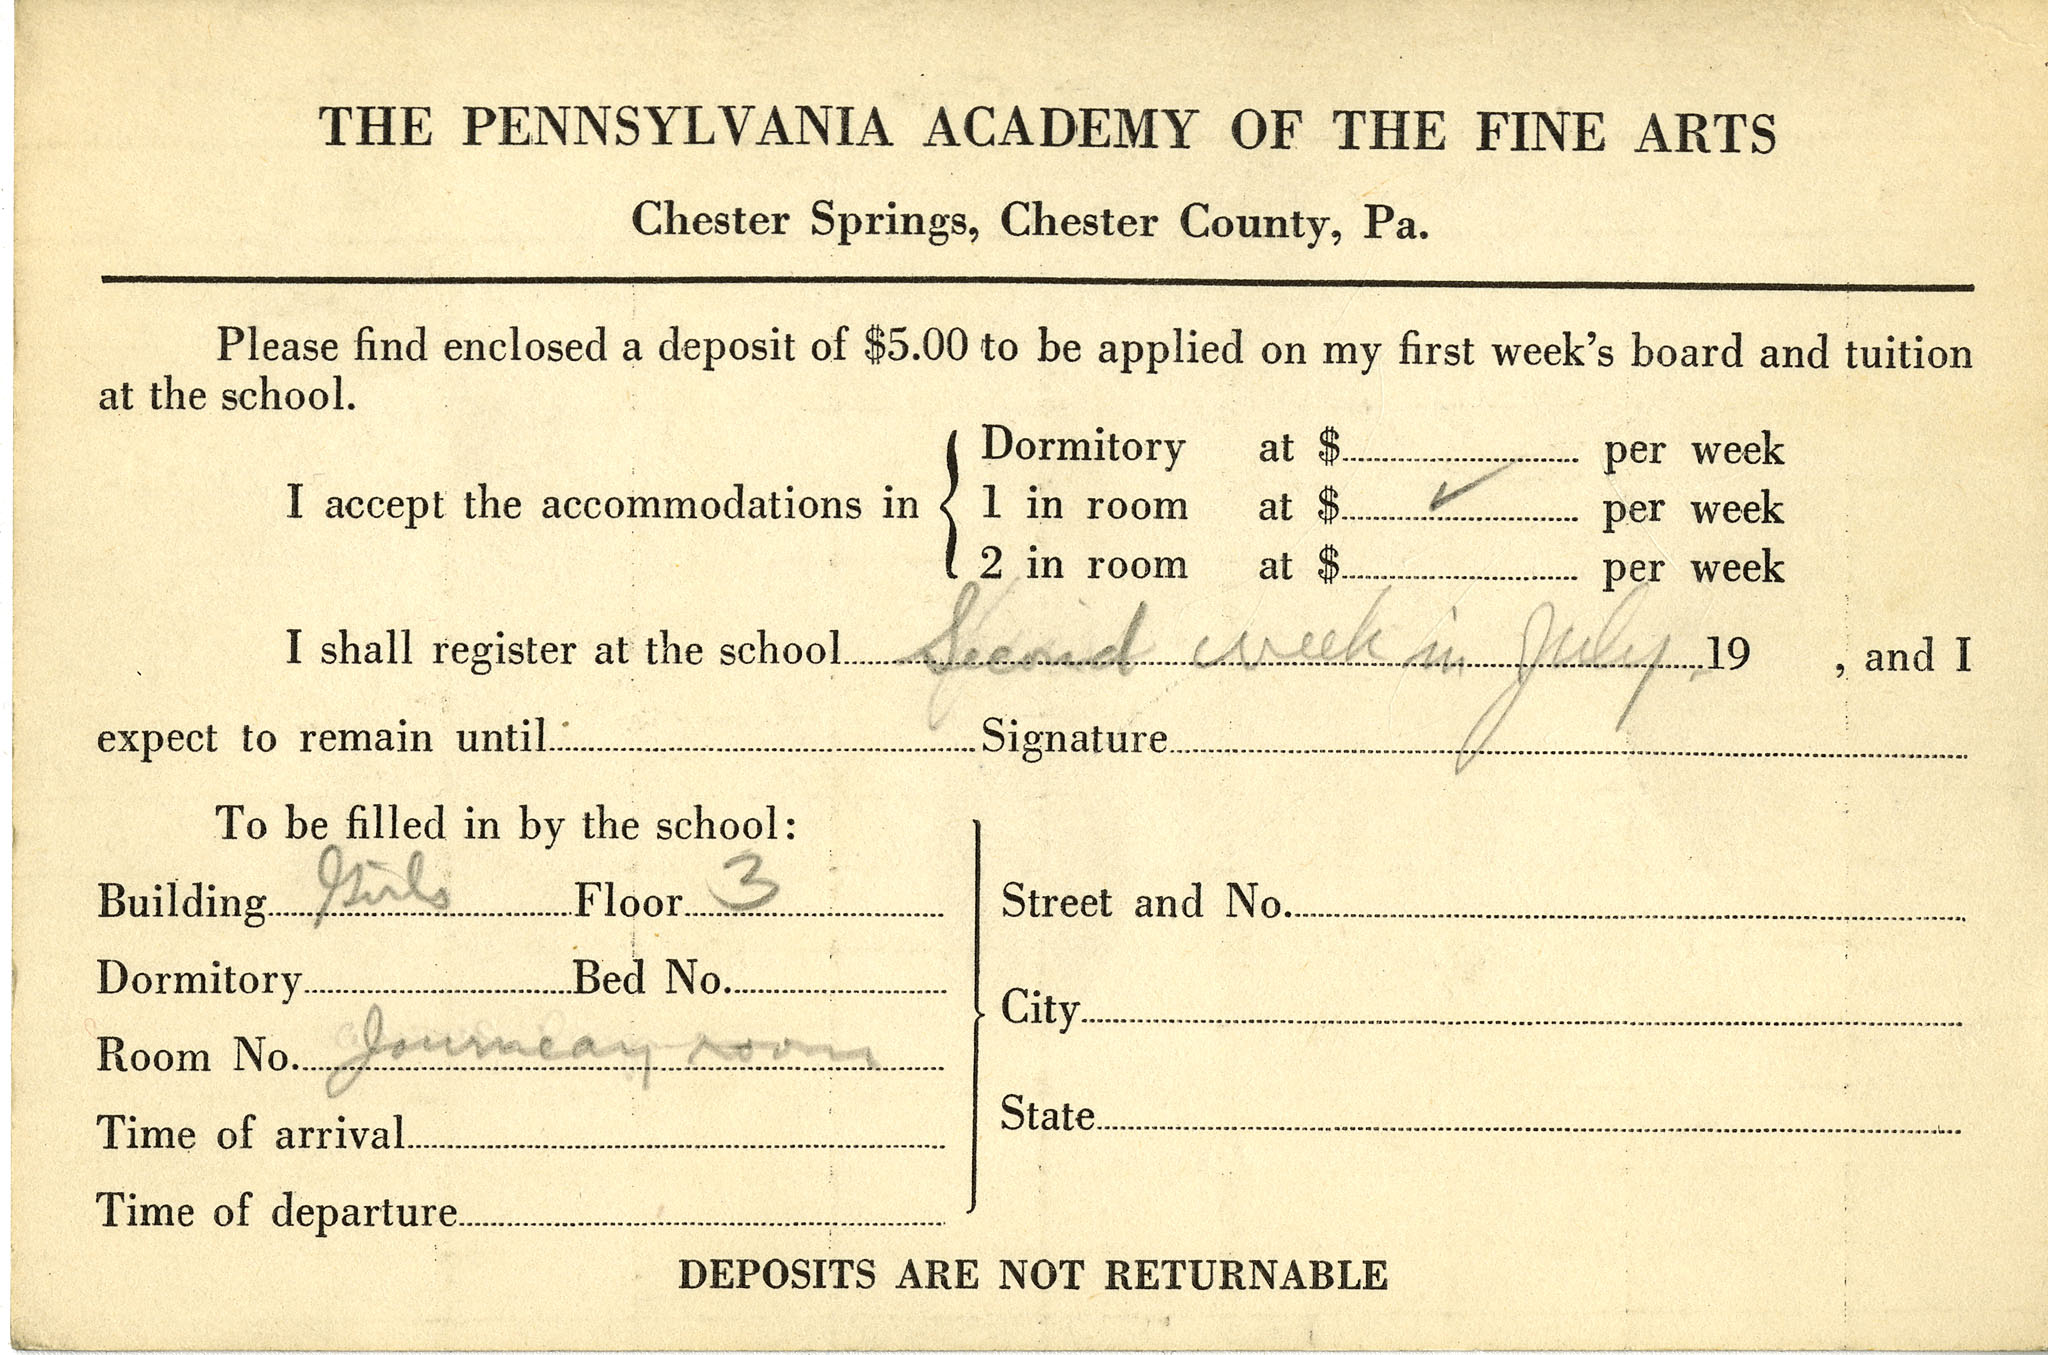 THE PENNSYLVANIA ACADEMY OF THE FINE ARTS
Chester Springs, Chester County, Pa.
Please find enclosed a deposit of $5.00 to be applied on my first week's board and tuition
at the school.
I accept the accommodations in
Dormitory at $ per week
1 in room at $ ✓ per week
2 in room at $ per week
I shall register at the school Second week in July 19 , and I
expect to remain until Signature
To be filled in by the school:
Building Girls Floor 3
Dormitory Bed No.
Room No. Journeay room
Time of arrival
Time of departure
Street and No.
City
State
DEPOSITS ARE NOT RETURNABLE